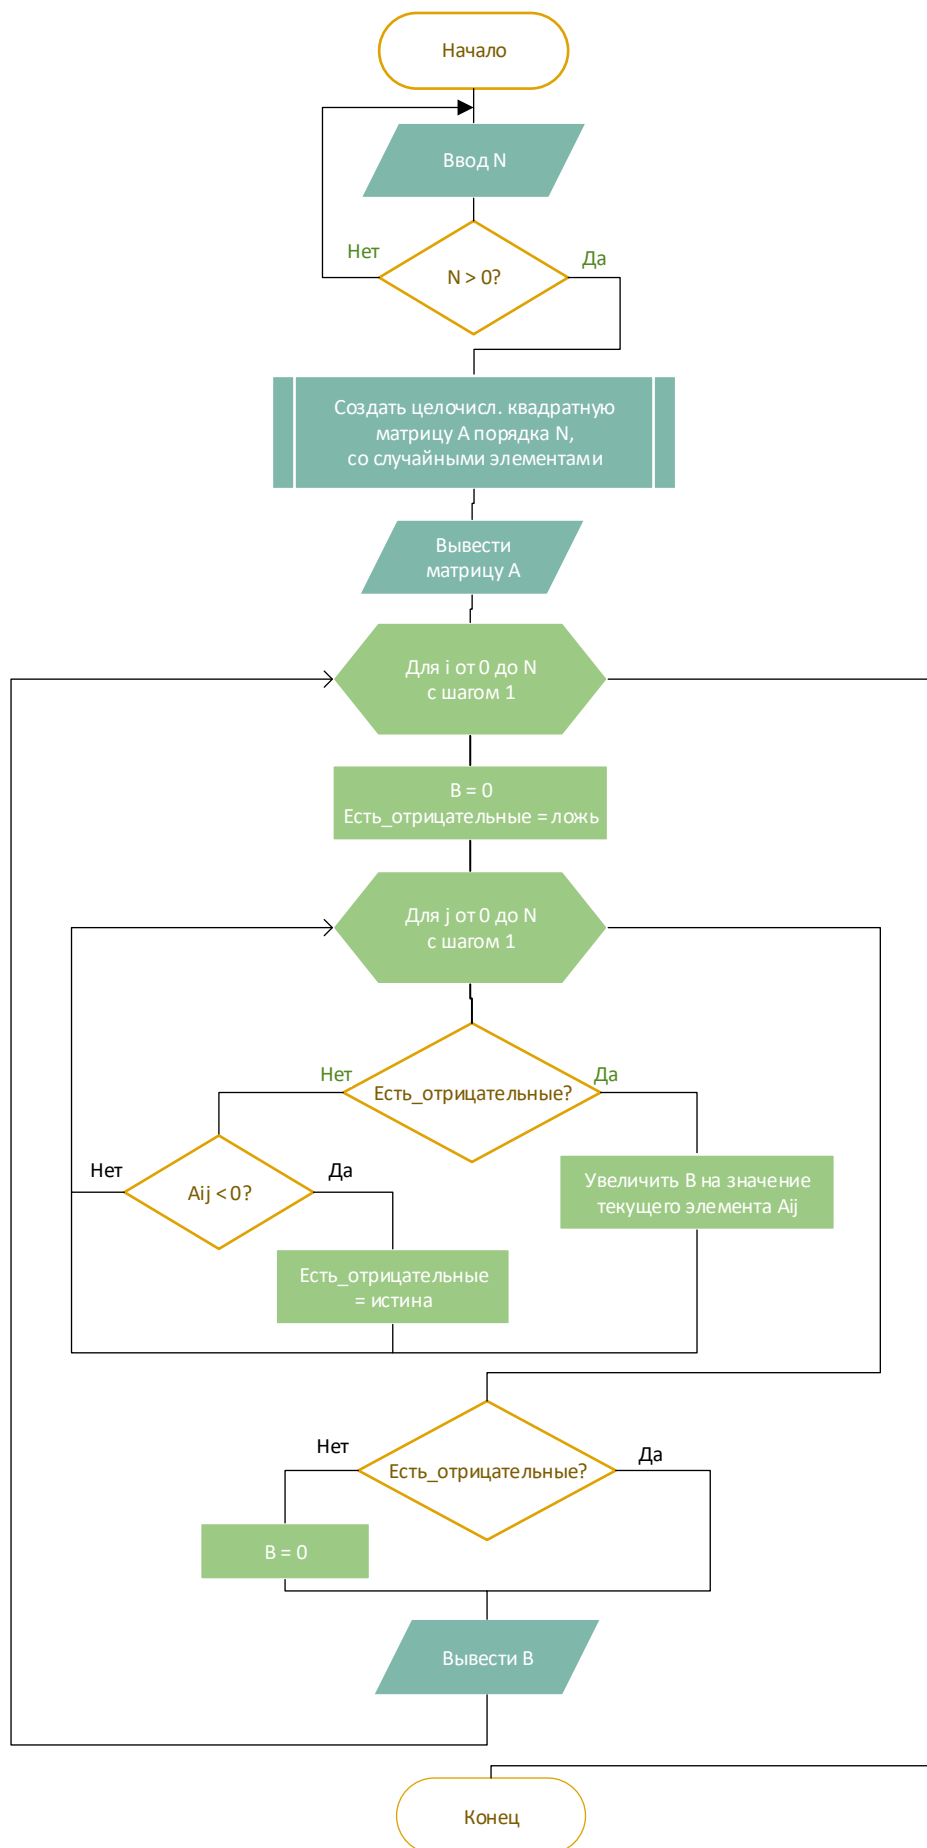 Начало
Ввод N
Нет
Да
N > 0?
Создать целочисл. квадратную
матрицу А порядка N,
со случайными элементами
Вывести
матрицу А
Для i от 0 до N
с шагом 1
В = 0
Есть_отрицательные = ложь
Для j от 0 до N
с шагом 1
Нет
Да
Есть_отрицательные?
Нет
Да
Aij < 0?
Увеличить В на значение
текущего элемента Aij
Есть_отрицательные
= истина
Нет
Да
Есть_отрицательные?
В = 0
Вывести В
Конец